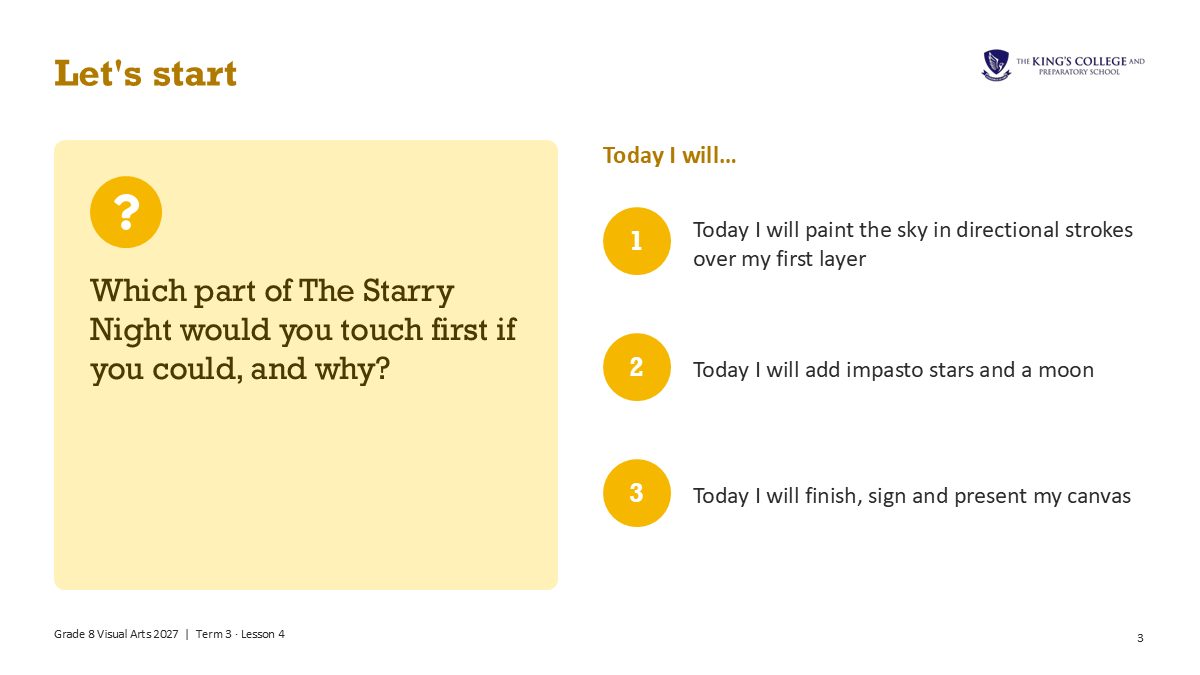 Let's start
THE KING'S COLLEGE AND
PREPARATORY SCHOOL
?
Which part of The Starry
Night would you touch first if
you could, and why?
Today I will...
1
Today I will paint the sky in directional strokes
over my first layer
2
Today I will add impasto stars and a moon
3
Today I will finish, sign and present my canvas
Grade 8 Visual Arts 2027 | Term 3 · Lesson 4
3